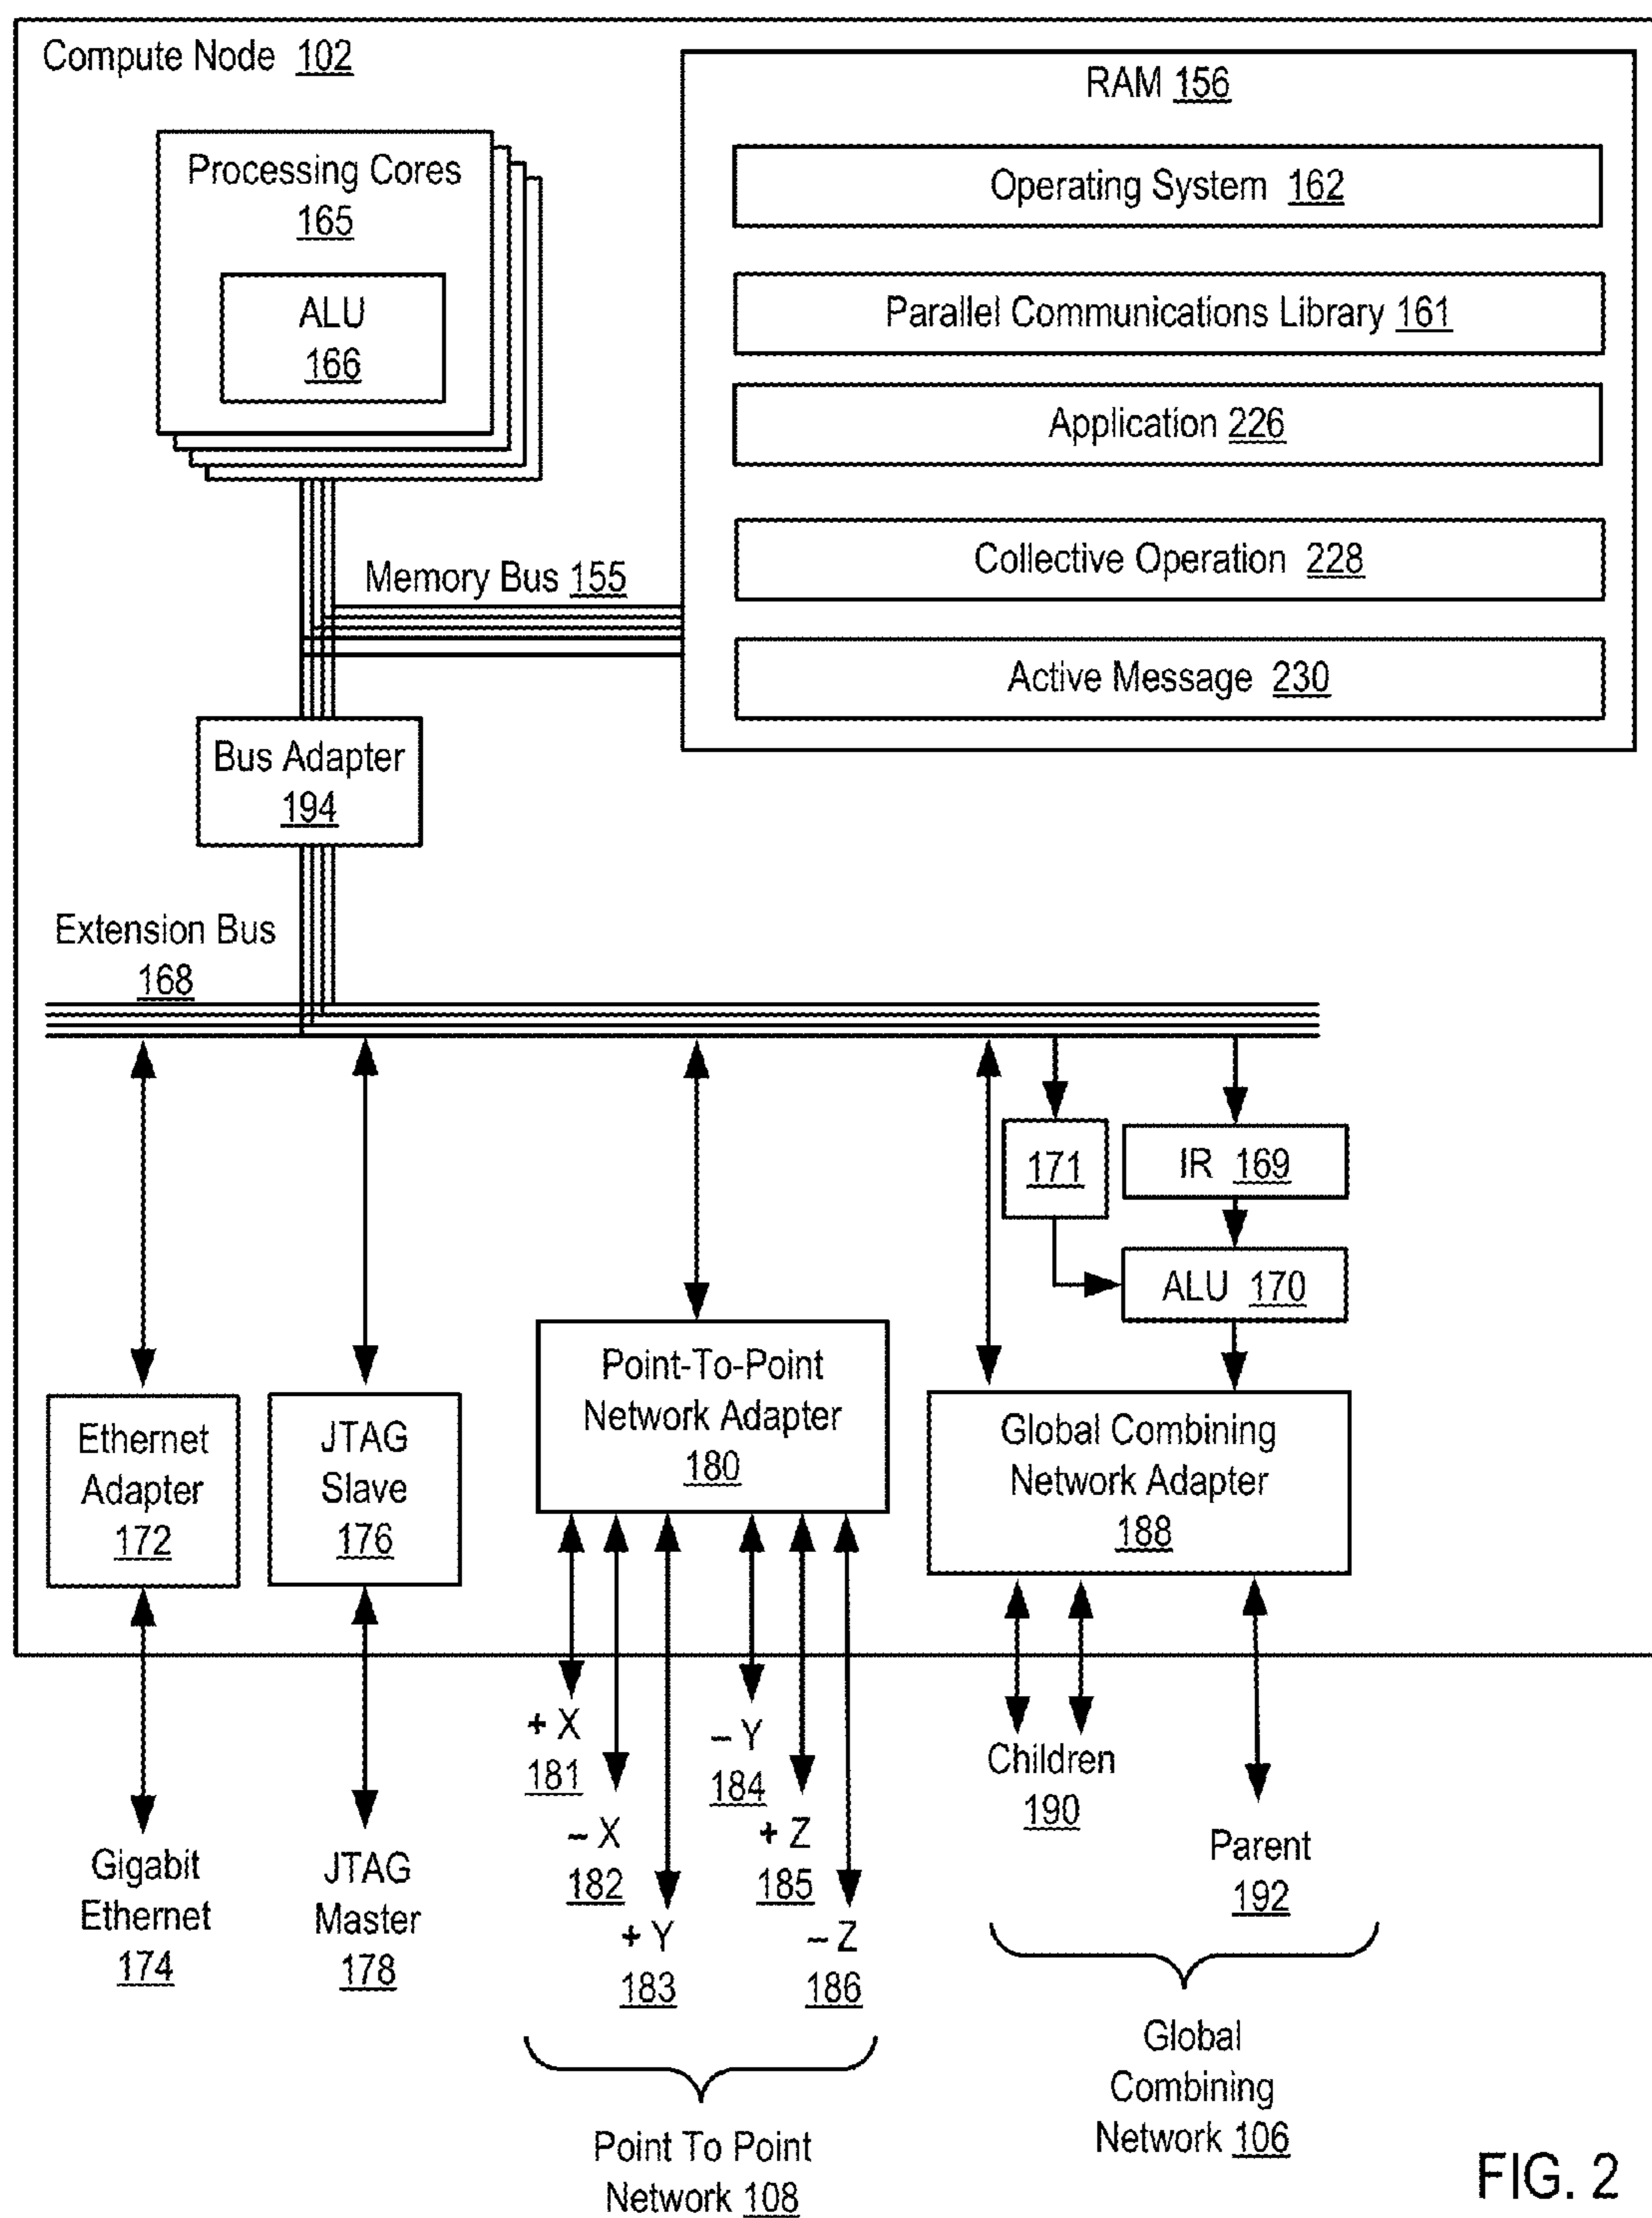 Compute Node 102
RAM 156
Processing Cores
165
ALU
166
Operating System 162
Parallel Communications Library 161
Application 226
Collective Operation 228
Active Message 230
Memory Bus 155
Bus Adapter
194
Extension Bus
168
171
IR 169
ALU 170
Ethernet
Adapter
172
JTAG
Slave
176
Point-To-Point
Network Adapter
180
Global Combining
Network Adapter
188
+ X
181
– X
182
+ Y
183
– Y
184
+ Z
185
– Z
186
Children
190
Parent
192
Gigabit
Ethernet
174
JTAG
Master
178
Point To Point
Network 108
Global
Combining
Network 106
FIG. 2